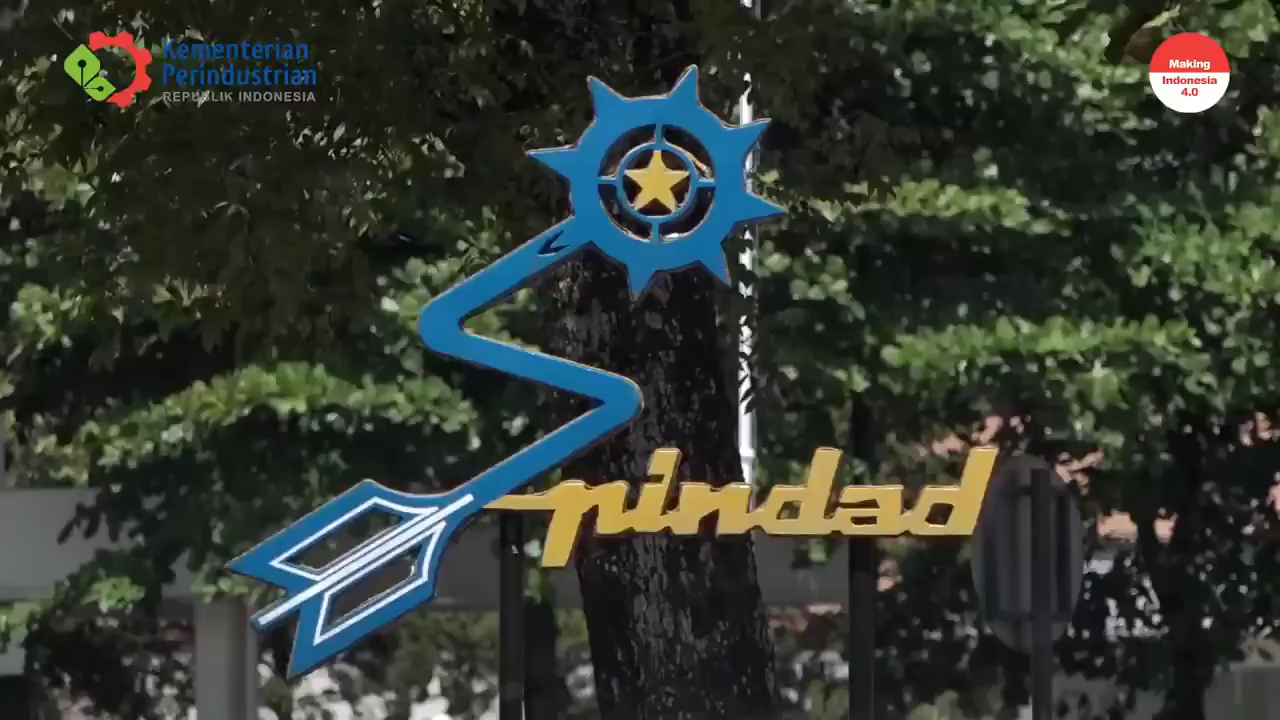 Kementerian
Perindustrian
REPUBLIK INDONESIA
Making
Indonesia
4.0
pindad